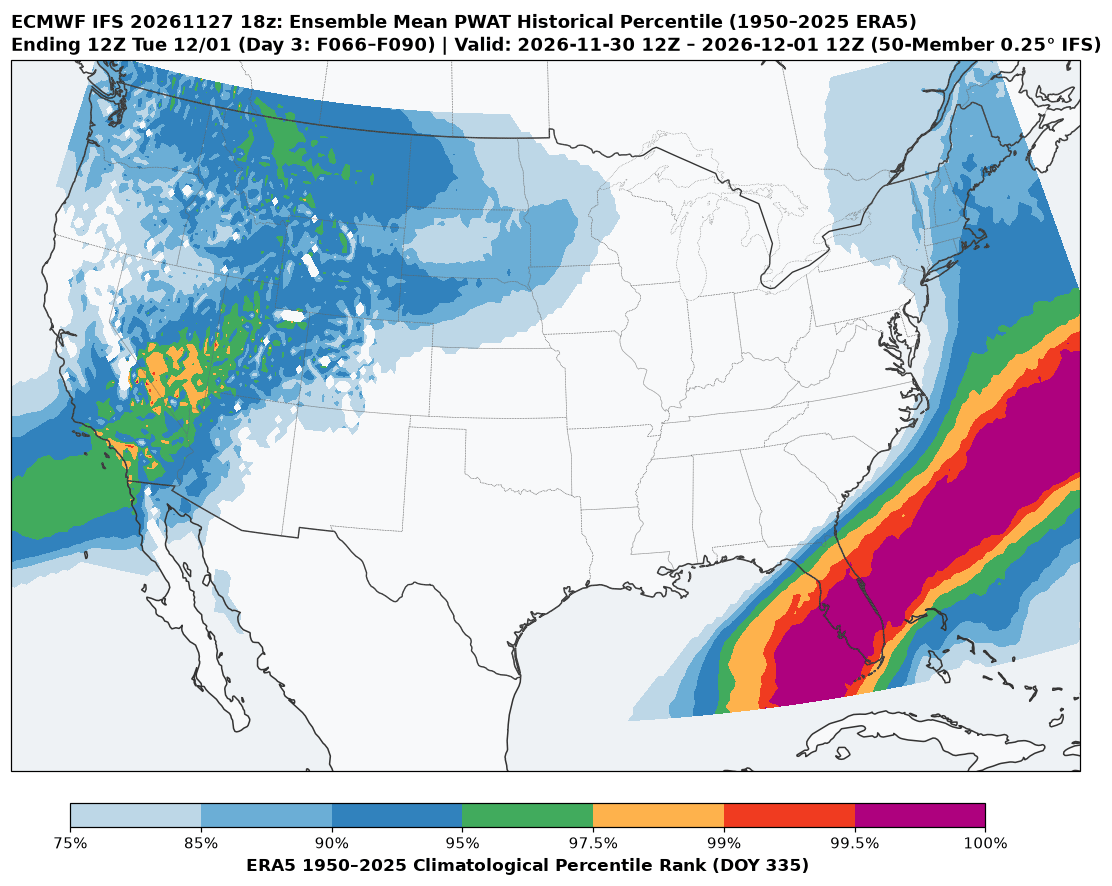 ECMWF IFS 20261127 18z: Ensemble Mean PWAT Historical Percentile (1950–2025 ERA5)
Ending 12Z Tue 12/01 (Day 3: F066–F090) | Valid: 2026-11-30 12Z – 2026-12-01 12Z (50-Member 0.25° IFS)
75% 85% 90% 95% 97.5% 99% 99.5% 100%
ERA5 1950–2025 Climatological Percentile Rank (DOY 335)